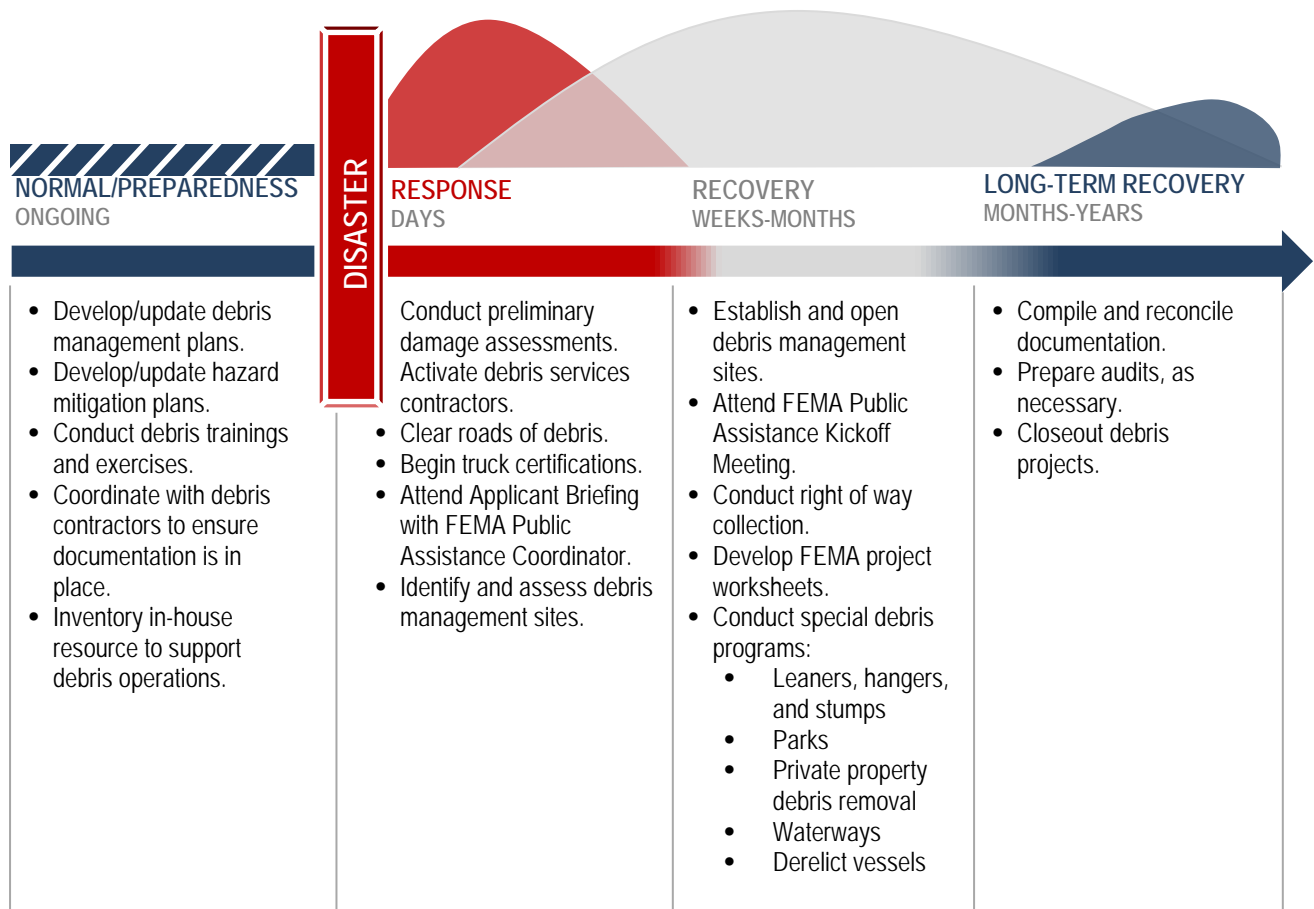 DISASTER
NORMAL/PREPAREDNESS
ONGOING
• Develop/update debris
management plans.
• Develop/update hazard
mitigation plans.
• Conduct debris trainings
and exercises.
• Coordinate with debris
contractors to ensure
documentation is in
place.
• Inventory in-house
resource to support
debris operations.
RESPONSE
DAYS
Conduct preliminary
damage assessments.
Activate debris services
contractors.
• Clear roads of debris.
• Begin truck certifications.
• Attend Applicant Briefing
with FEMA Public
Assistance Coordinator.
• Identify and assess debris
management sites.
RECOVERY
WEEKS-MONTHS
• Establish and open
debris management
sites.
• Attend FEMA Public
Assistance Kickoff
Meeting.
• Conduct right of way
collection.
• Develop FEMA project
worksheets.
• Conduct special debris
programs:
• Leaners, hangers,
and stumps
• Parks
• Private property
debris removal
• Waterways
• Derelict vessels
LONG-TERM RECOVERY
MONTHS-YEARS
• Compile and reconcile
documentation.
• Prepare audits, as
necessary.
• Closeout debris
projects.